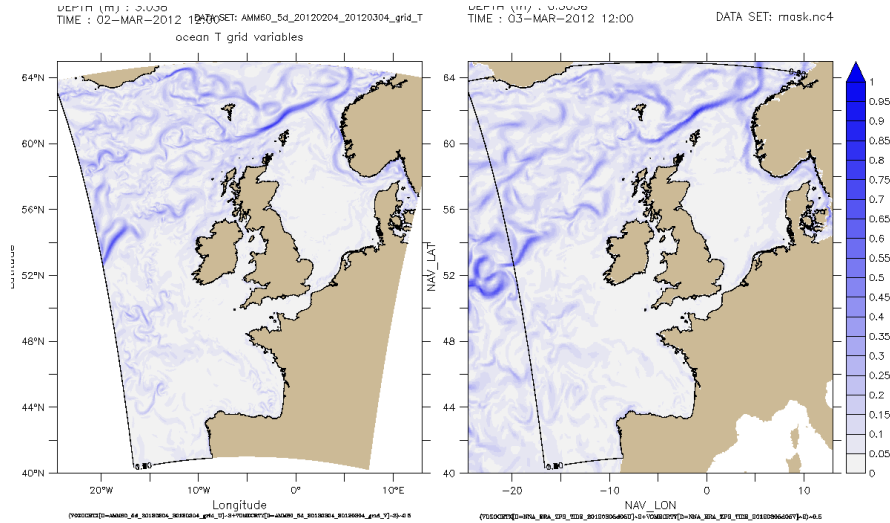 DEPTH (m) : 3.038
TIME : 02-MAR-2012 12:00
DATA SET: AMM60_5d_20120204_20120304_grid_T
ocean T grid variables
TIME : 03-MAR-2012 12:00
DATA SET: mask.nc4
64°N
60°N
56°N
52°N
48°N
44°N
40°N
20°W
10°W
0°
10°E
Longitude
Latitude
64
60
56
52
48
44
40
−20
−10
0
10
NAV_LON
NAV_LAT
1
0.95
0.9
0.85
0.8
0.75
0.7
0.65
0.6
0.55
0.5
0.45
0.4
0.35
0.3
0.25
0.2
0.15
0.1
0.05
0